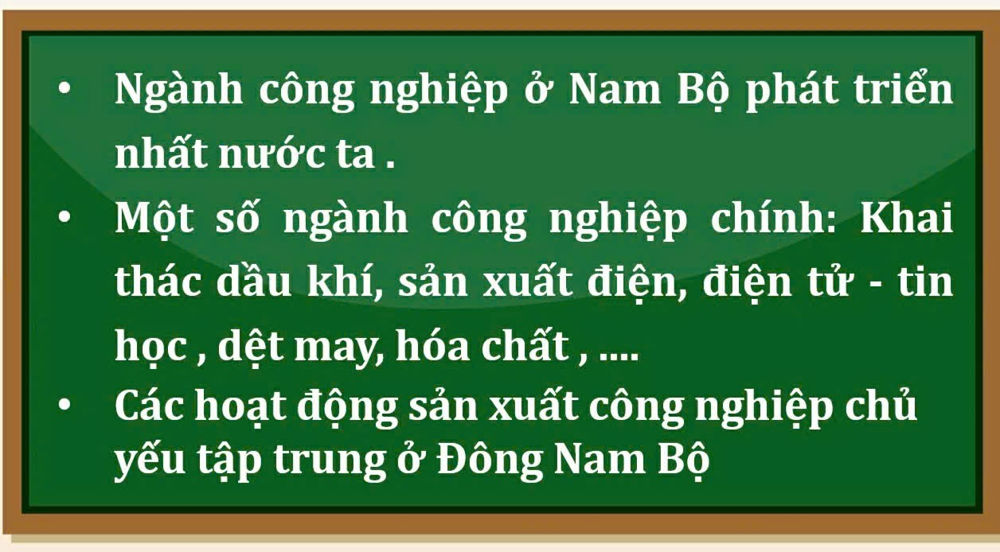 • Ngành công nghiệp ở Nam Bộ phát triển
nhất nước ta .
• Một số ngành công nghiệp chính: Khai
thác dầu khí, sản xuất điện, điện tử - tin
học , dệt may, hóa chất , ....
• Các hoạt động sản xuất công nghiệp chủ
yếu tập trung ở Đông Nam Bộ